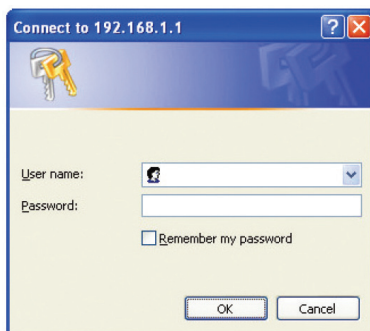 Connect to 192.168.1.1
?
User name:
Password:
Remember my password
OK
Cancel